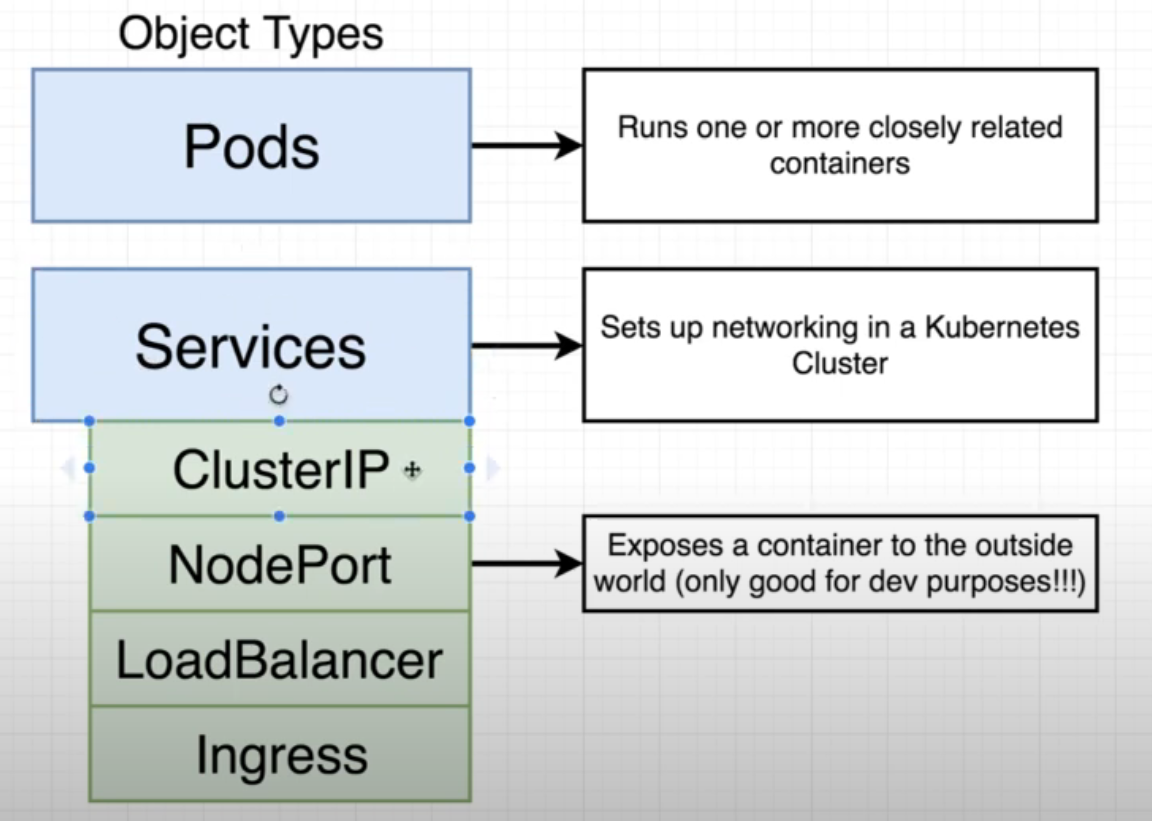 Object Types
Pods
Runs one or more closely related
containers
Services
Sets up networking in a Kubernetes
Cluster
ClusterIP
NodePort
Exposes a container to the outside
world (only good for dev purposes!!!)
LoadBalancer
Ingress